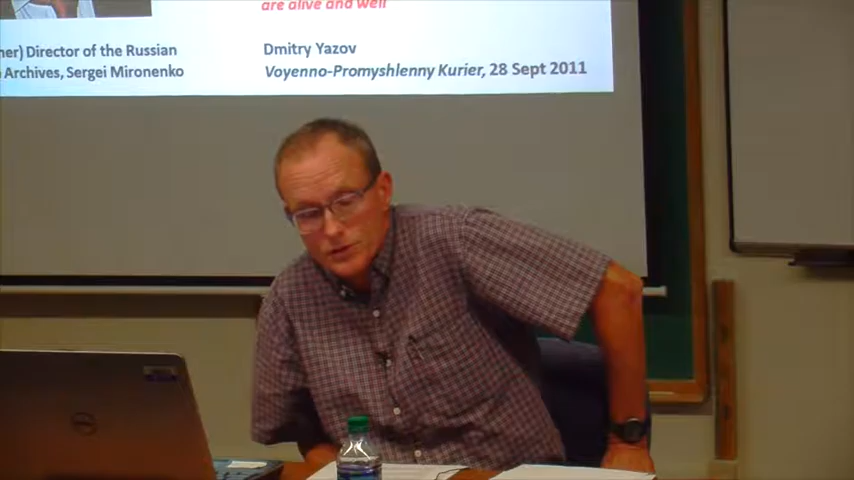 are alive and well
Director of the Russian
Archives, Sergei Mironenko
Dmitry Yazov
Voyenno-Promyshlenny Kurier, 28 Sept 2011
DELL